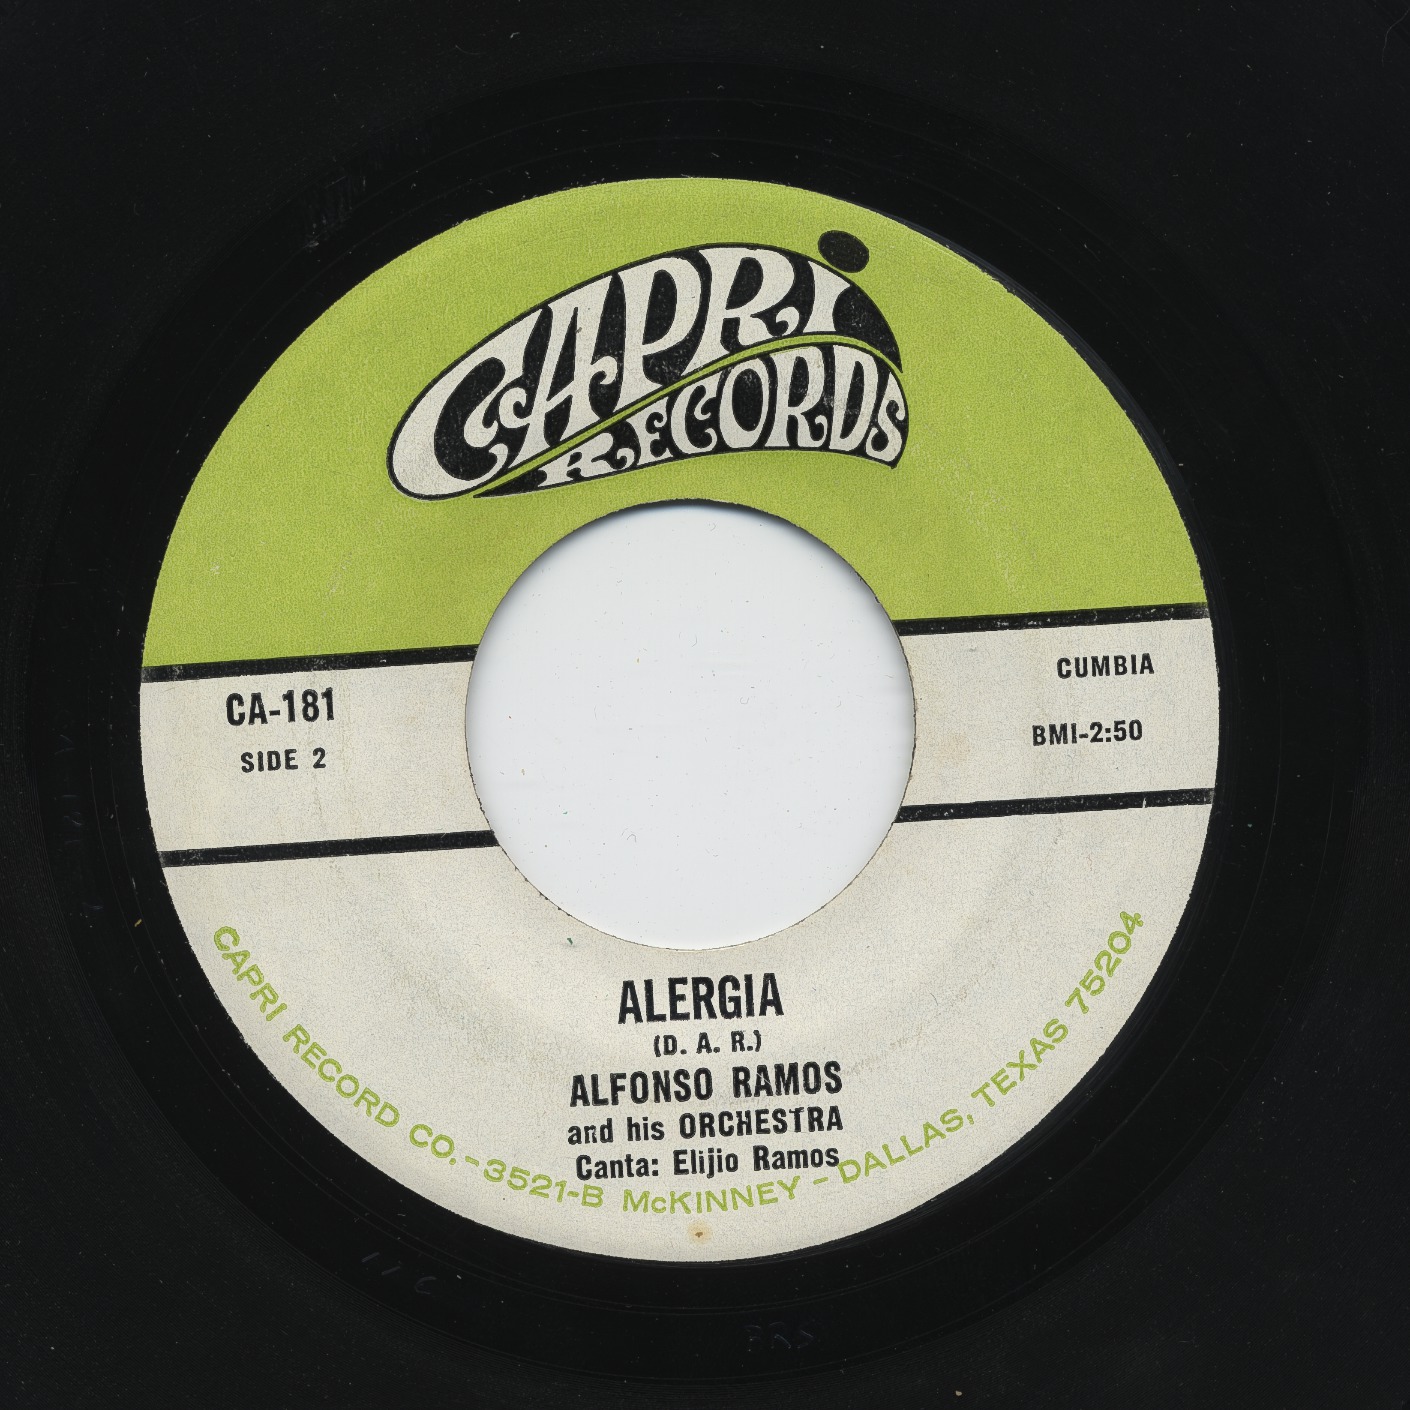 CAPRI
RECORDS
CA-181
SIDE 2
CUMBIA
BMI-2:50
ALERGIA
(D. A. R.)
ALFONSO RAMOS
and his ORCHESTRA
Canta: Elijio Ramos
CAPRI RECORD CO. - 3521-B McKINNEY - DALLAS, TEXAS 75204